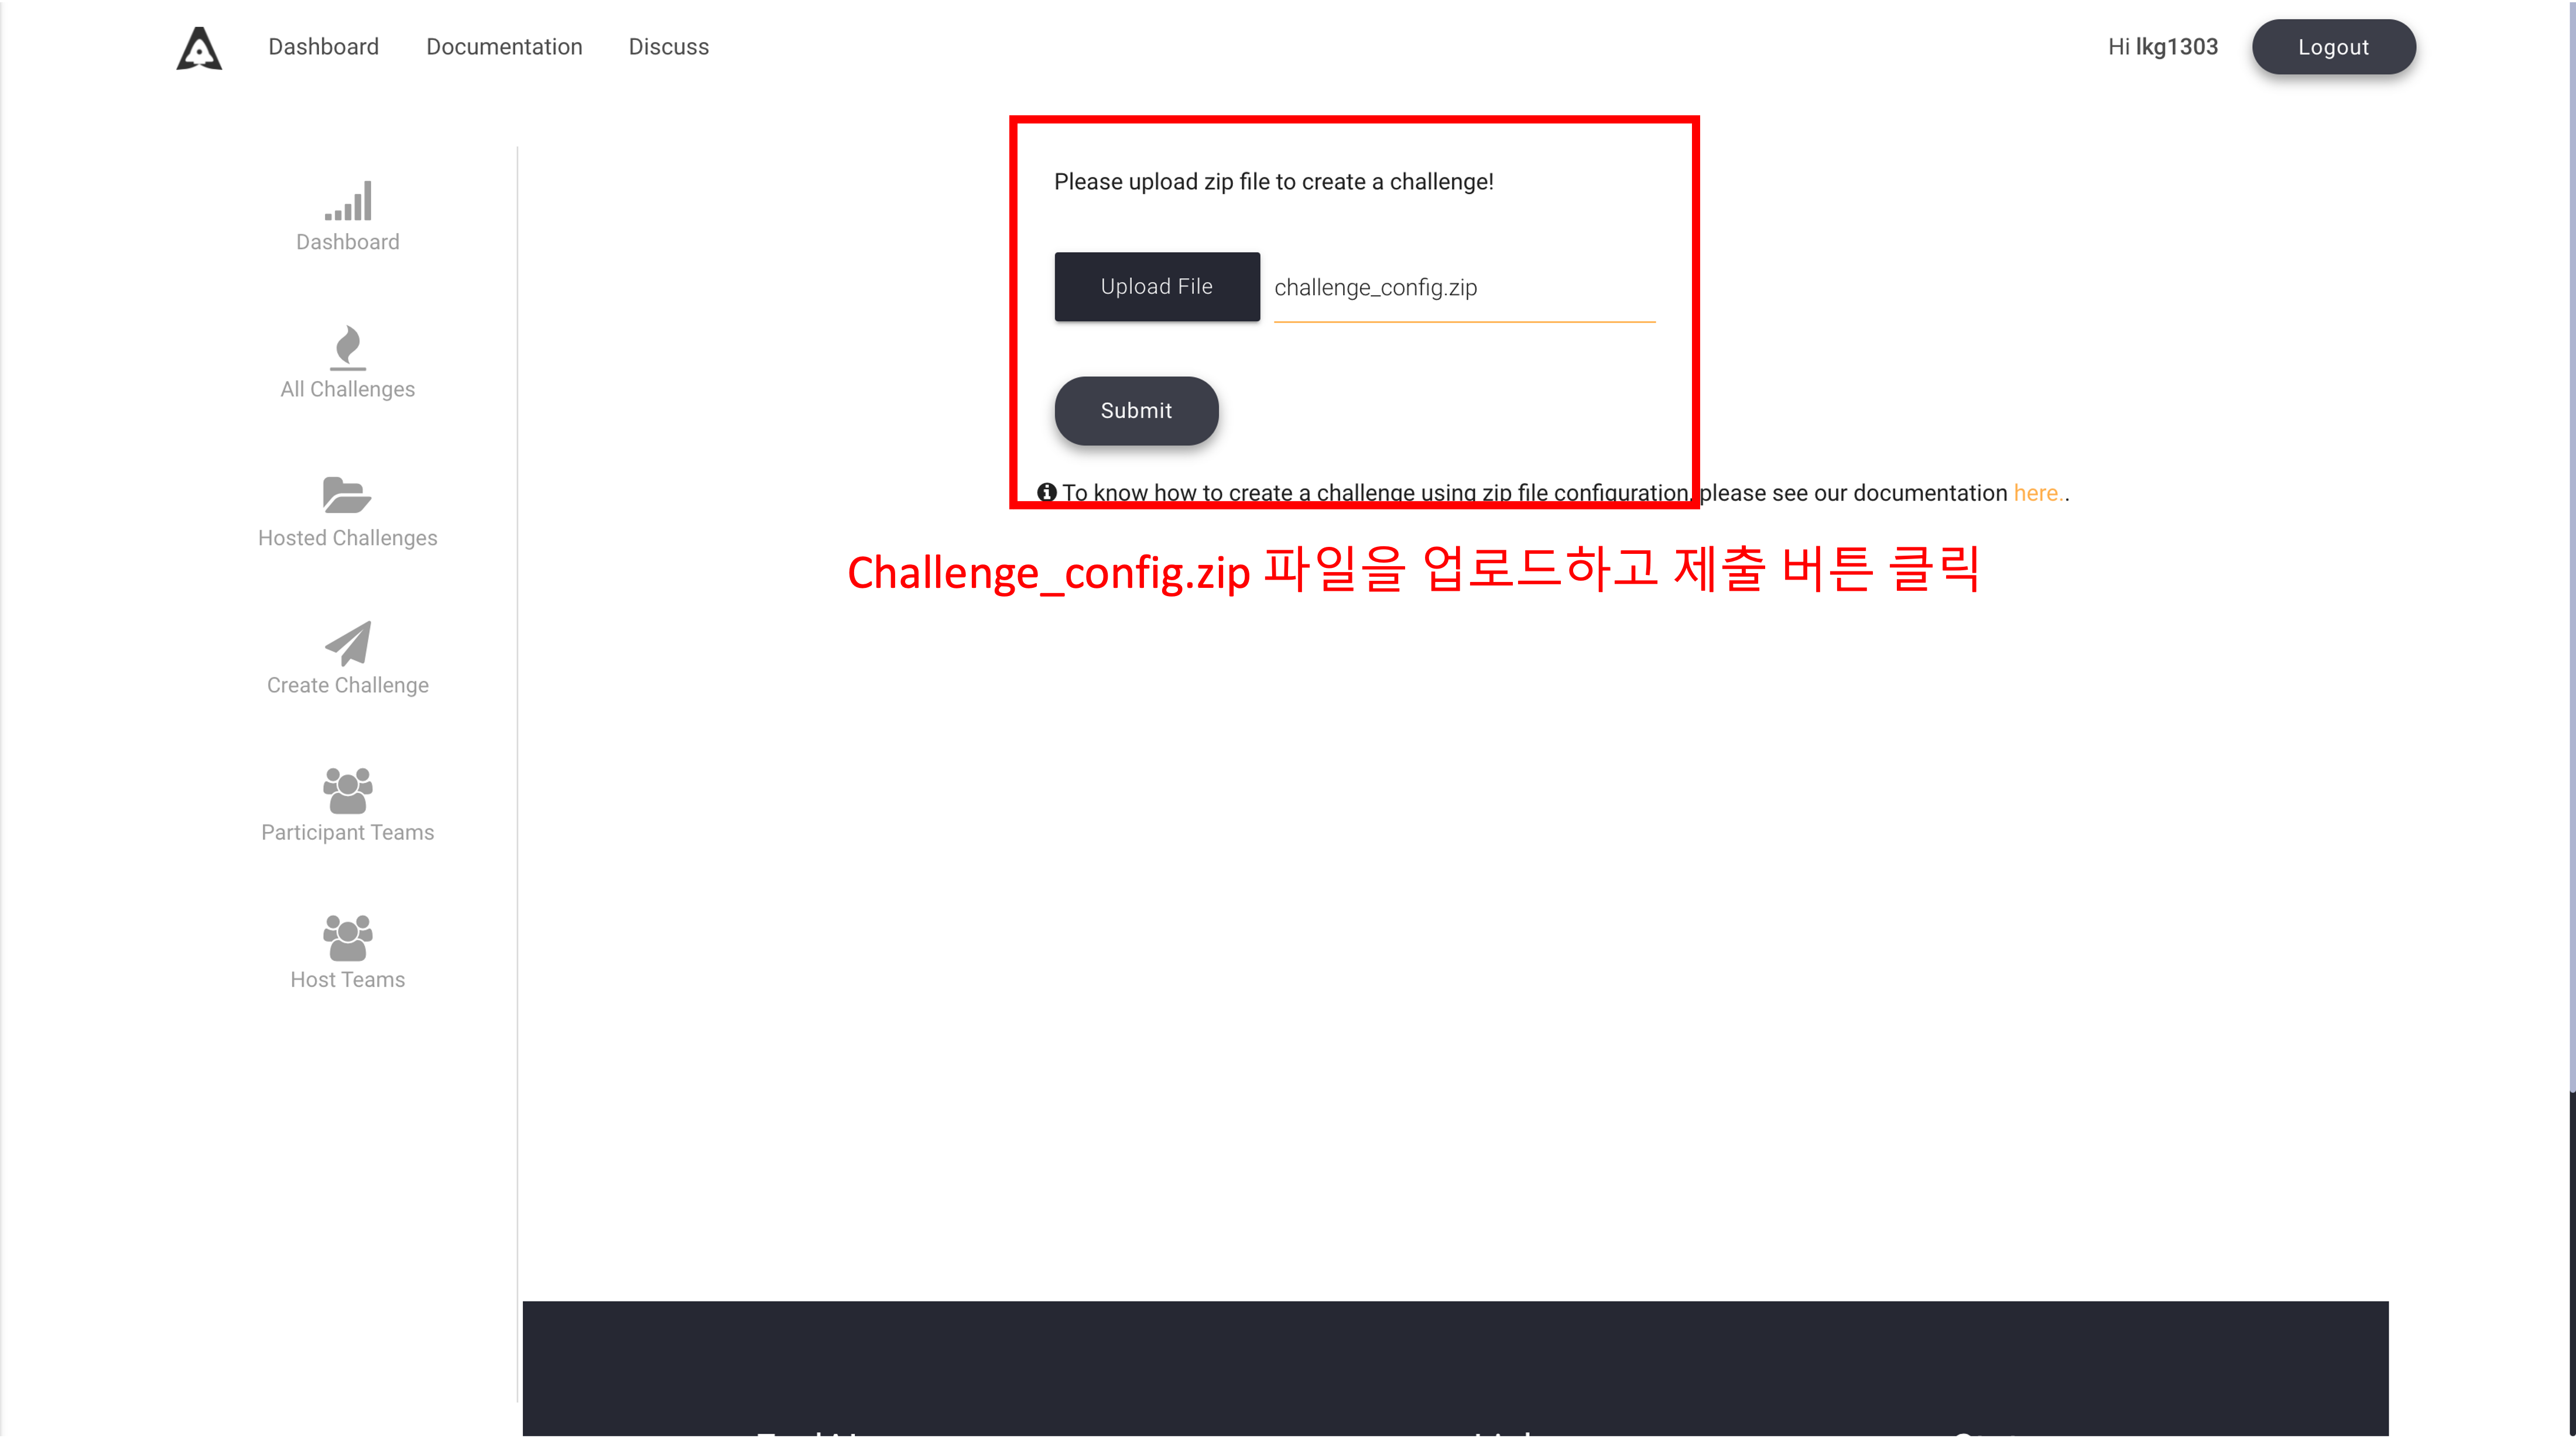 Dashboard Documentation Discuss Hi lkg1303 Logout
Please upload zip file to create a challenge!
Dashboard
Upload File challenge_config.zip
All Challenges
Submit
To know how to create a challenge using zip file configuration, please see our documentation here..
Hosted Challenges
Challenge_config.zip 파일을 업로드하고 제출 버튼 클릭
Create Challenge
Participant Teams
Host Teams